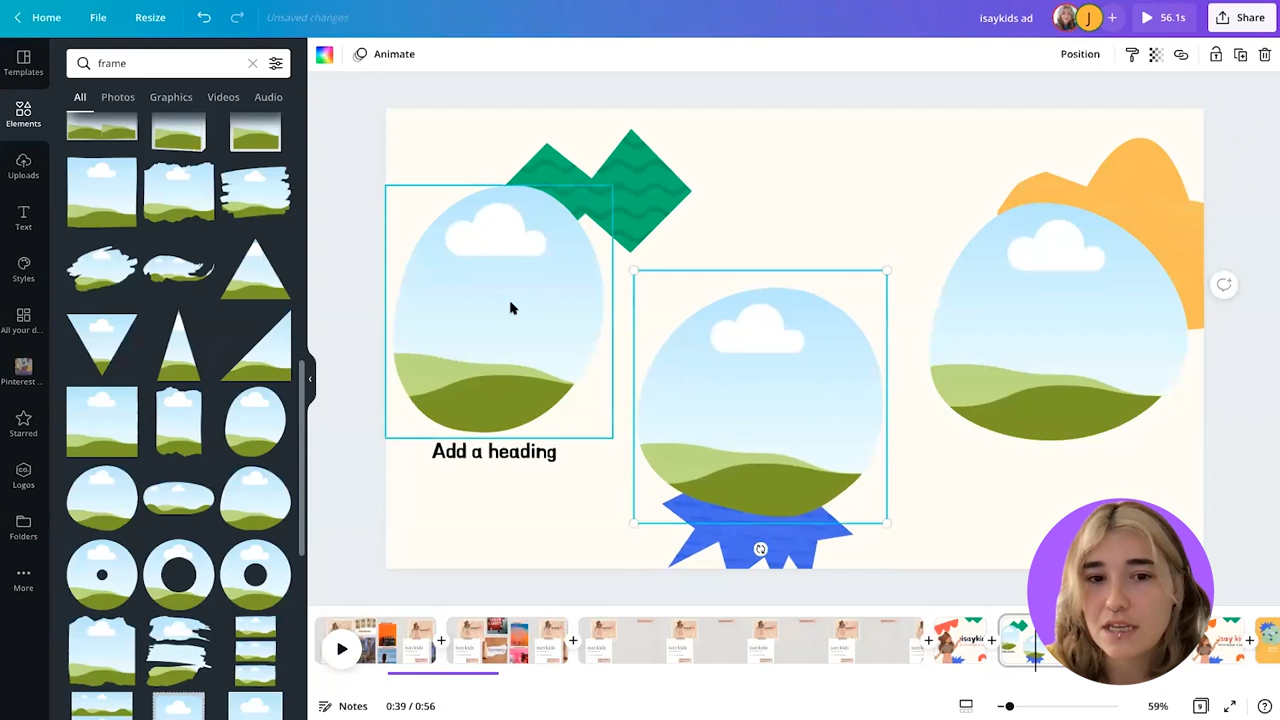 Home
File
Resize
Unsaved changes
isaykids ad
J
56.1s
Share
Templates
frame
Animate
Position
All
Photos
Graphics
Videos
Audio
Elements
Uploads
Text
Styles
All your d...
Pinterest ...
Starred
CO.
Logos
Folders
More
Add a heading
Notes
0:39 / 0:56
59%
9